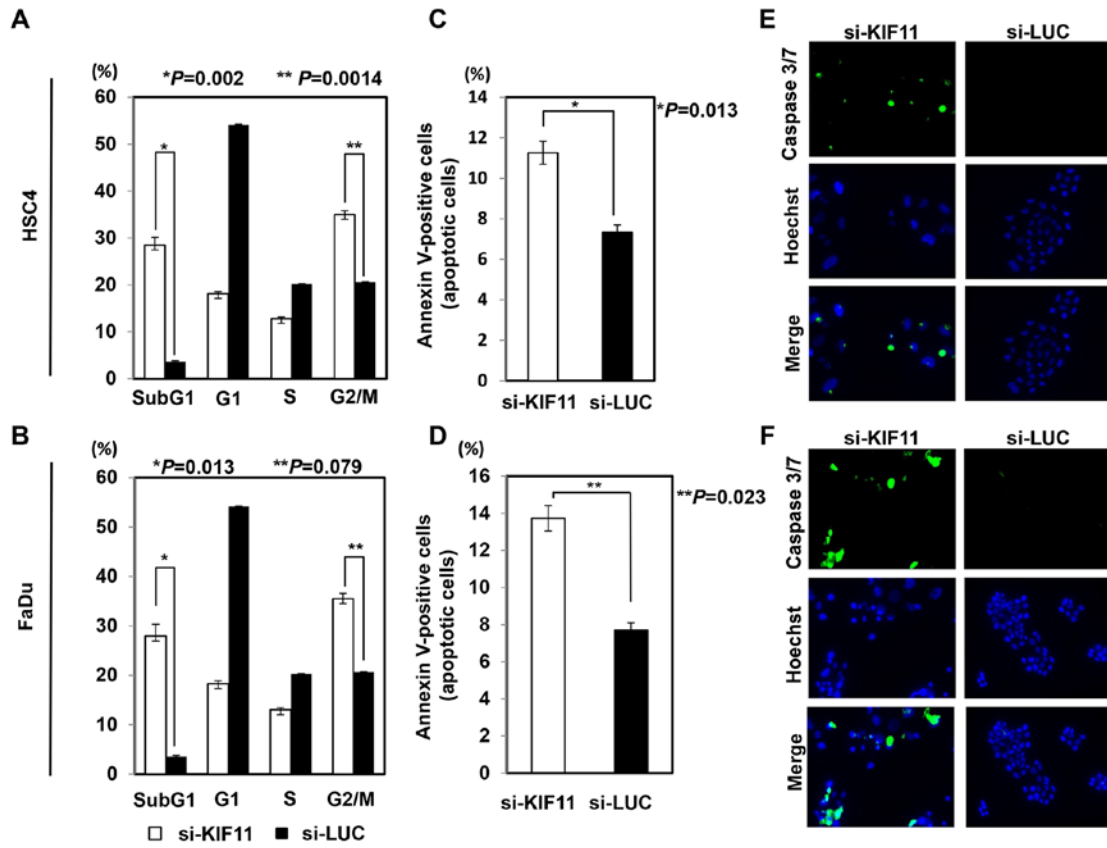 A
(%)
*P=0.002
** P=0.0014
60
50
40
30
20
10
0
*
**
HSC4
SubG1
G1
S
G2/M
B
(%)
*P=0.013
**P=0.079
60
50
40
30
20
10
0
*
**
FaDu
SubG1
G1
S
G2/M
si-KIF11
si-LUC
C
(%)
*
*P=0.013
14
12
10
8
6
4
2
0
Annexin V-positive cells
(apoptotic cells)
si-KIF11
si-LUC
D
(%)
**
**P=0.023
16
14
12
10
8
6
4
2
0
Annexin V-positive cells
(apoptotic cells)
si-KIF11
si-LUC
E
si-KIF11
si-LUC
Caspase 3/7
Hoechst
Merge
F
si-KIF11
si-LUC
Caspase 3/7
Hoechst
Merge